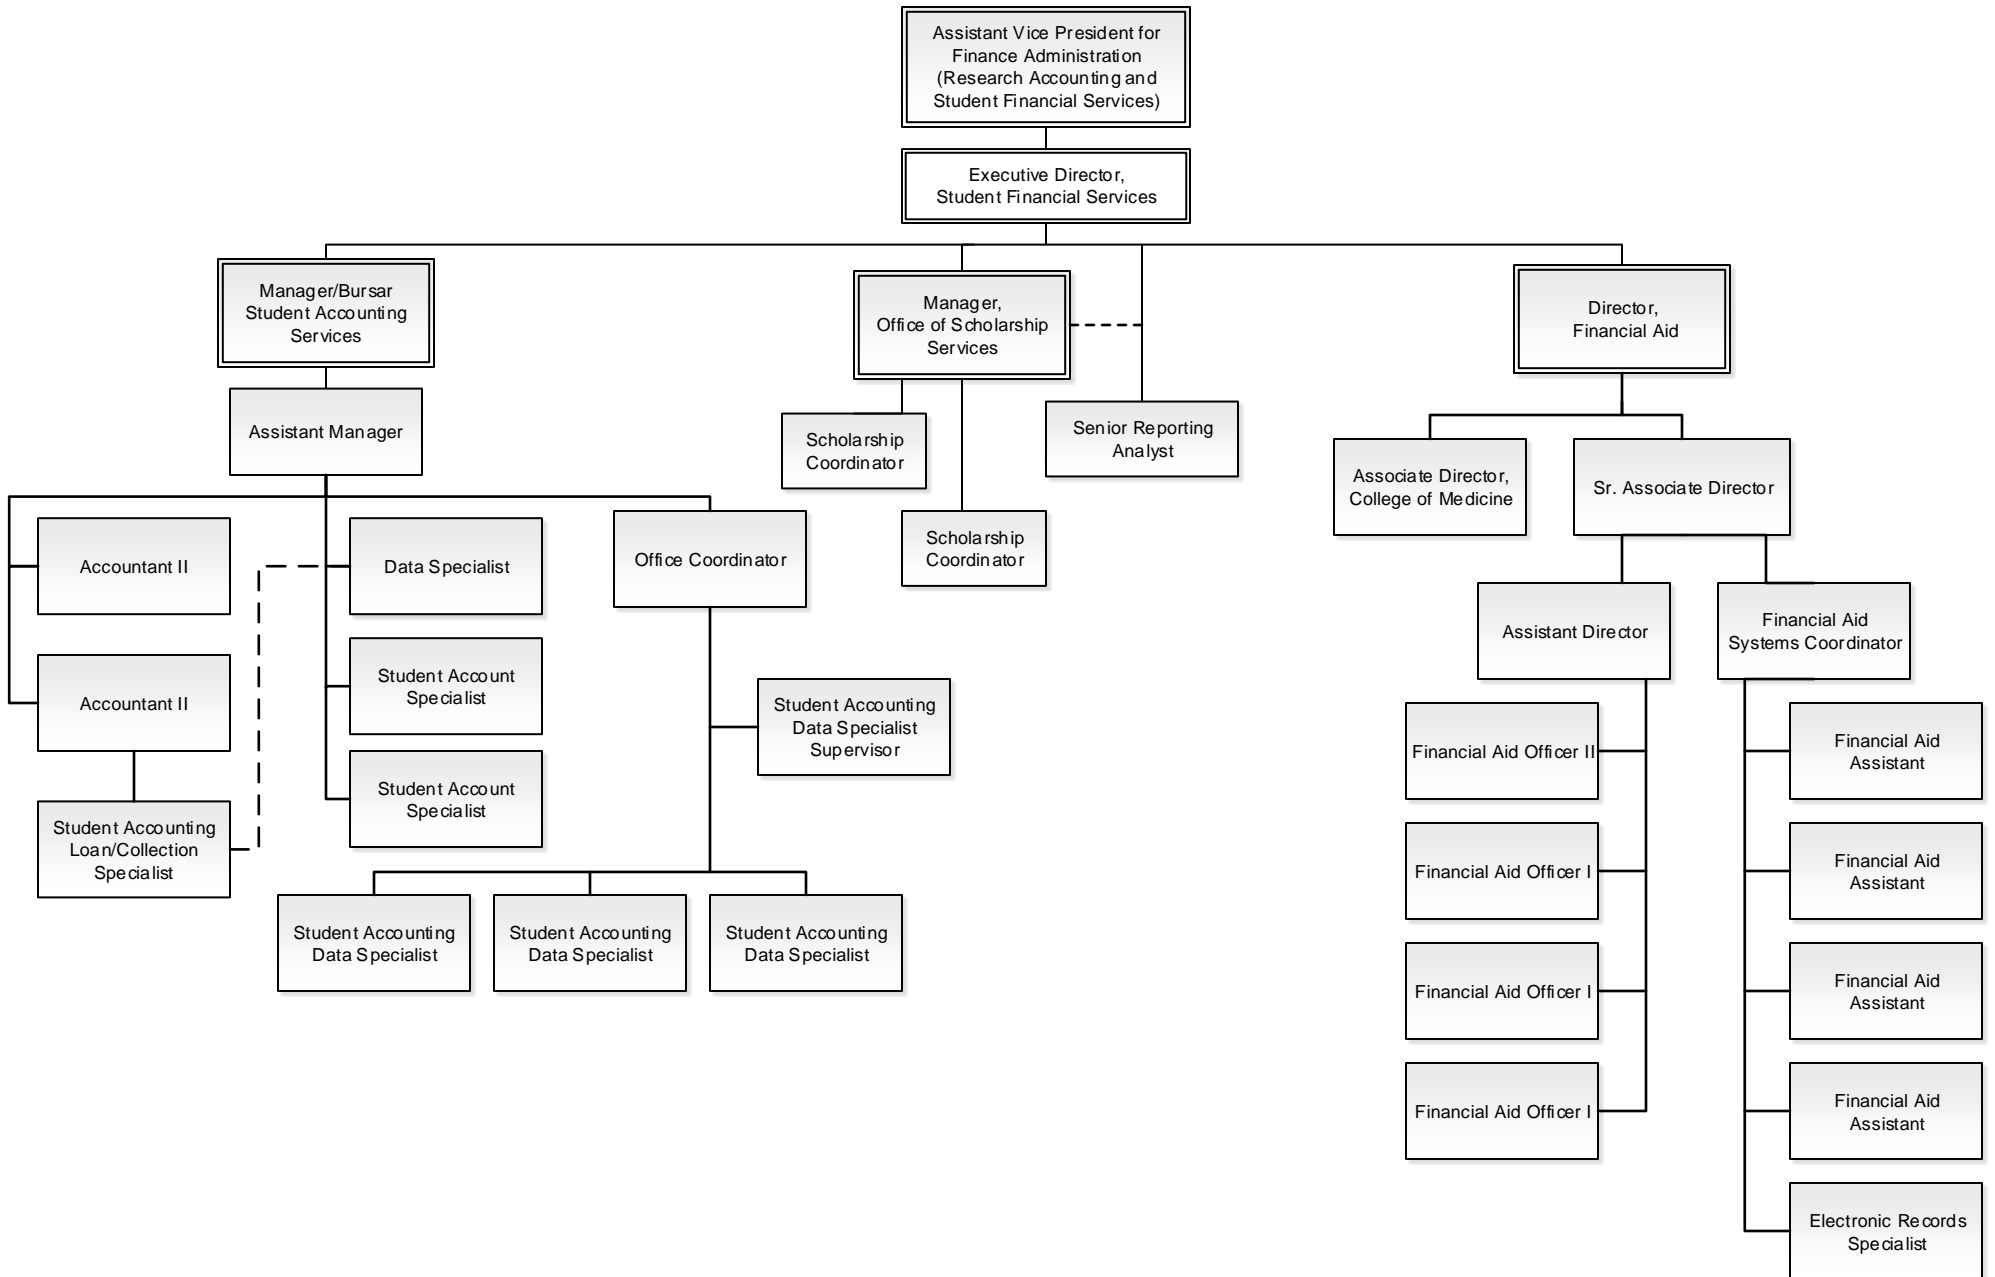 Assistant Vice President for
Finance Administration
(Research Accounting and
Student Financial Services)
Executive Director,
Student Financial Services
Manager/Bursar
Student Accounting
Services
Manager,
Office of Scholarship
Services
Director,
Financial Aid
Assistant Manager
Scholarship
Coordinator
Senior Reporting
Analyst
Associate Director,
College of Medicine
Sr. Associate Director
Accountant II
Data Specialist
Office Coordinator
Scholarship
Coordinator
Assistant Director
Financial Aid
Systems Coordinator
Accountant II
Student Account
Specialist
Student Accounting
Data Specialist
Supervisor
Financial Aid Officer II
Financial Aid
Assistant
Student Account
Specialist
Student Accounting
Loan/Collection
Specialist
Financial Aid Officer I
Financial Aid
Assistant
Student Accounting
Data Specialist
Student Accounting
Data Specialist
Student Accounting
Data Specialist
Financial Aid Officer I
Financial Aid
Assistant
Financial Aid Officer I
Financial Aid
Assistant
Electronic Records
Specialist